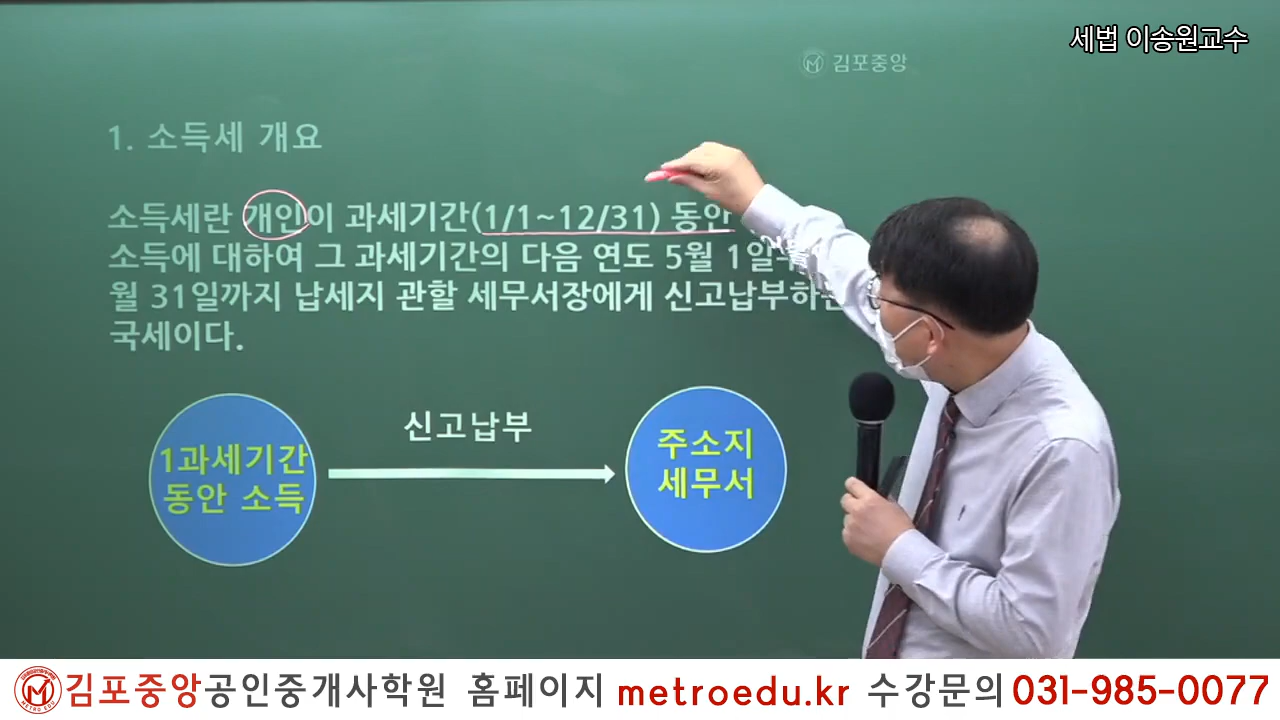 세법 이송원교수
김포중앙
1. 소득세 개요
소득세란 개인이 과세기간(1/1~12/31) 동안
소득에 대하여 그 과세기간의 다음 연도 5월 1일
월 31일까지 납세지 관할 세무서장에게 신고납부하는
국세이다.
1과세기간
동안 소득
신고납부
주소지
세무서
김포중앙공인중개사학원 홈페이지 metroedu.kr 수강문의 031-985-0077
METRO EDU